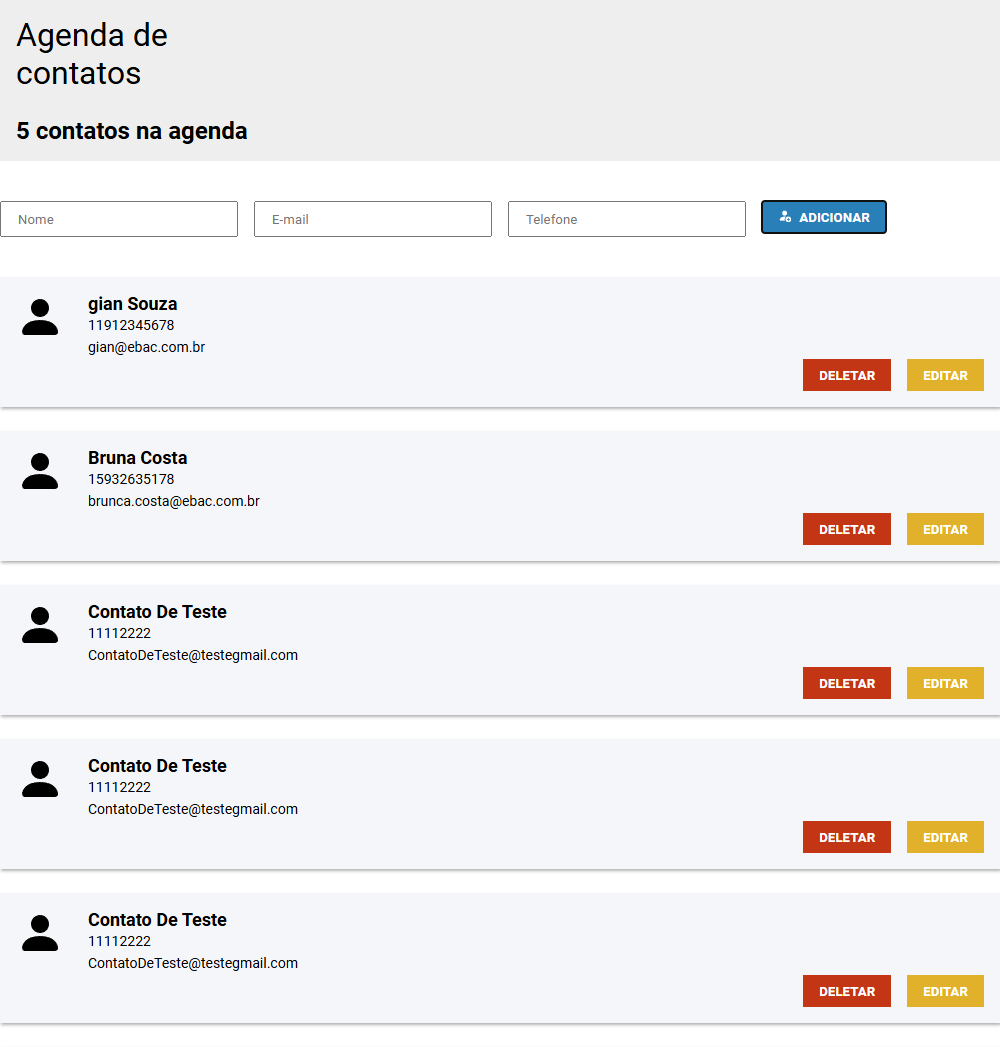 Agenda de
contatos
5 contatos na agenda
Nome
E-mail
Telefone
ADICIONAR
gian Souza
11912345678
gian@ebac.com.br
DELETAR
EDITAR
Bruna Costa
15932635178
brunca.costa@ebac.com.br
DELETAR
EDITAR
Contato De Teste
11112222
ContatoDeTeste@testegmail.com
DELETAR
EDITAR
Contato De Teste
11112222
ContatoDeTeste@testegmail.com
DELETAR
EDITAR
Contato De Teste
11112222
ContatoDeTeste@testegmail.com
DELETAR
EDITAR